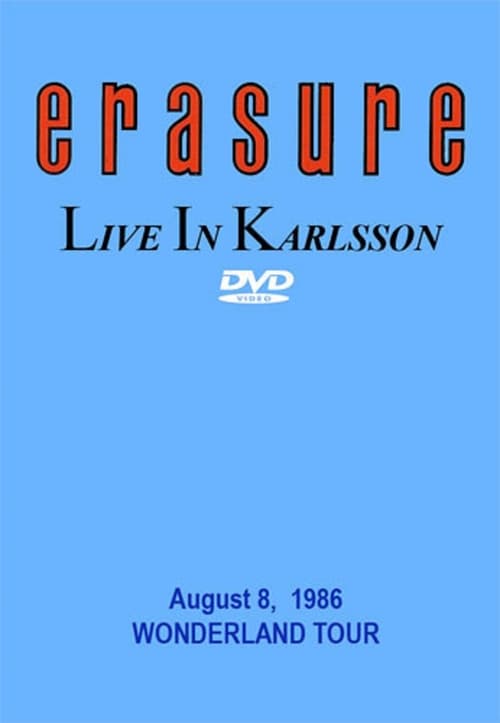 erasure
LIVE IN KARLSSON
DVD
VIDEO
August 8,  1986
WONDERLAND TOUR